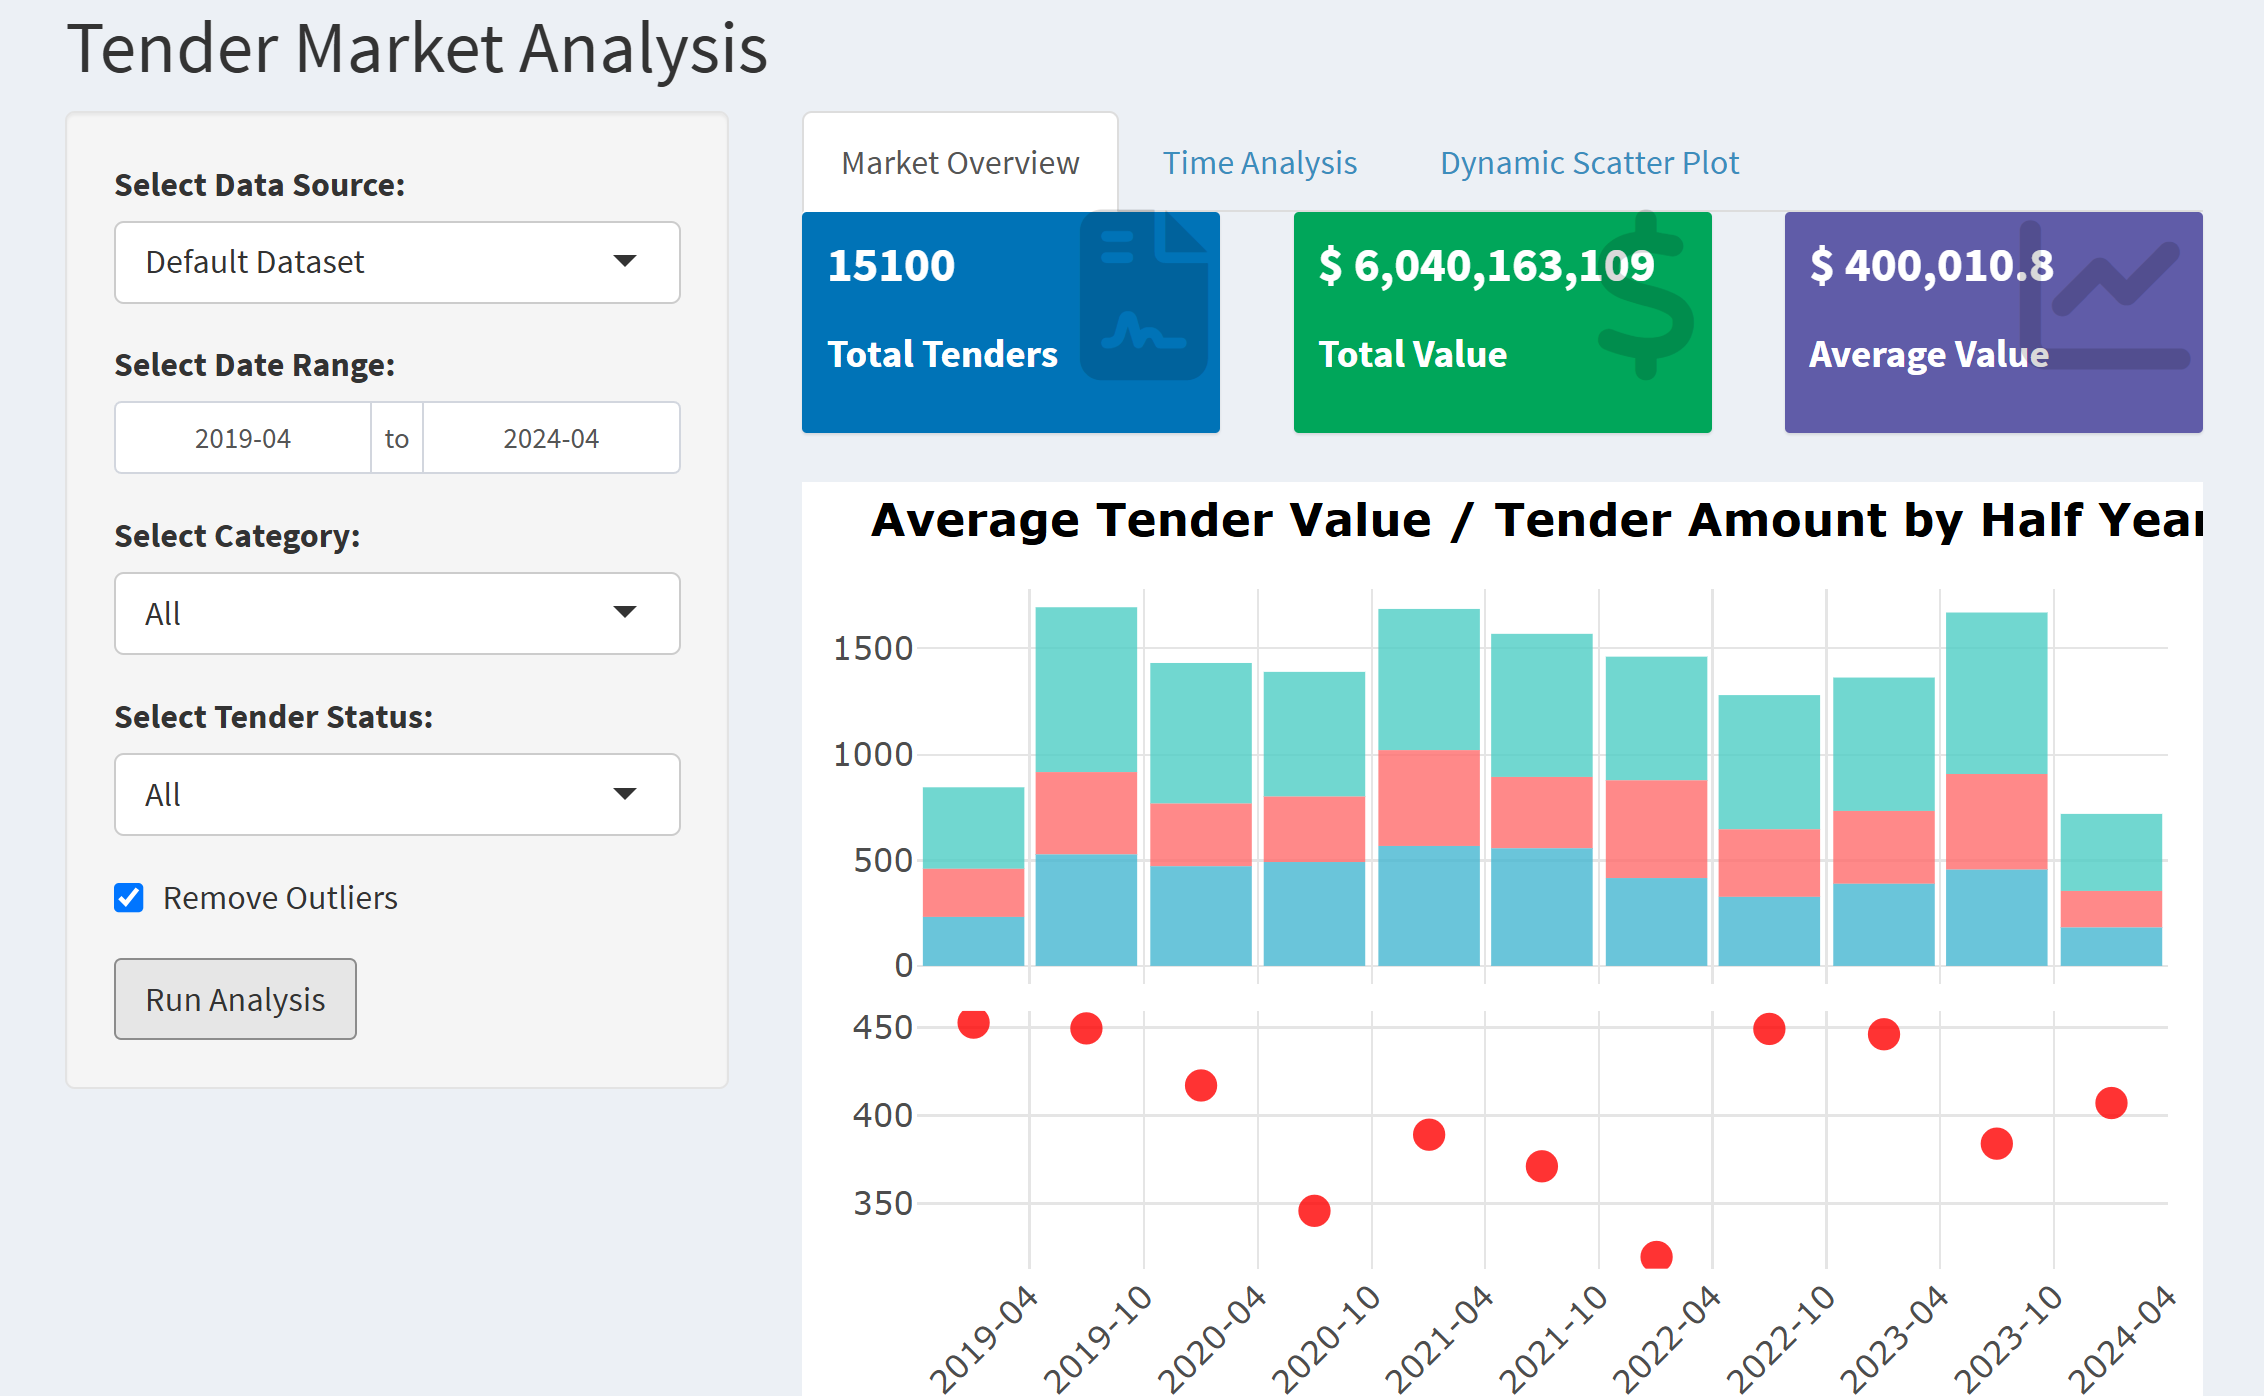 Tender Market Analysis
Select Data Source:
Default Dataset
Select Date Range:
2019-04 to 2024-04
Select Category:
All
Select Tender Status:
All
Remove Outliers
Run Analysis
Market Overview Time Analysis Dynamic Scatter Plot
15100
Total Tenders
$ 6,040,163,109
Total Value
$ 400,010.8
Average Value
Average Tender Value / Tender Amount by Half Year
1500
1000
500
0
450
400
350
2019-04 2019-10 2020-04 2020-10 2021-04 2021-10 2022-04 2022-10 2023-04 2023-10 2024-04